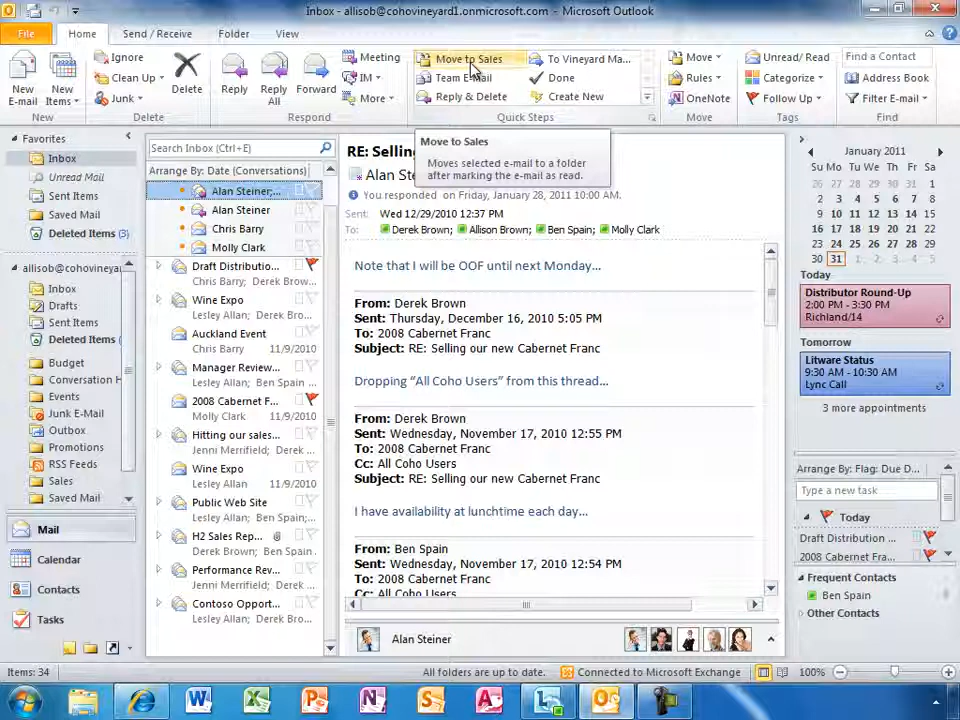 Inbox - allisob@cohovineyard1.onmicrosoft.com - Microsoft Outlook
File
Home
Send / Receive
Folder
View
New E-mail
New Items
New
Ignore
Clean Up
Junk
Delete
Delete
Reply
Reply All
Forward
Meeting
IM
More
Respond
Move to Sales
Team E-Mail
Reply & Delete
To Vineyard Ma...
Done
Create New
Quick Steps
Move
Rules
OneNote
Move
Unread/ Read
Categorize
Follow Up
Tags
Find a Contact
Address Book
Filter E-mail
Find
Move to Sales
Moves selected e-mail to a folder
after marking the e-mail as read.
Favorites
Inbox
Unread Mail
Sent Items
Saved Mail
Deleted Items (3)
allisob@cohovineya
Inbox
Drafts
Sent Items
Deleted Items (
Budget
Conversation H
Events
Junk E-Mail
Outbox
Promotions
RSS Feeds
Sales
Saved Mail
Mail
Calendar
Contacts
Tasks
Search Inbox (Ctrl+E)
Arrange By: Date (Conversations)
Alan Steiner;...
Alan Steiner
Chris Barry
Molly Clark
Draft Distributio...
Chris Barry; Derek Brow...
Wine Expo
Lesley Allan; Derek Bro...
Auckland Event
Chris Barry 11/9/2010
Manager Review...
Lesley Allan; Ben Spain ...
2008 Cabernet F...
Molly Clark 11/9/2010
Hitting our sales...
Jenni Merrifield; Derek ...
Wine Expo
Lesley Allan 11/9/2010
Public Web Site
Lesley Allan; Ben Spain;...
H2 Sales Rep...
Derek Brown; Ben Spain...
Performance Rev...
Jenni Merrifield; Derek ...
Contoso Opport...
Lesley Allan; Derek Bro...
RE: Selling
Alan Ste
You responded on Friday, January 28, 2011 10:00 AM.
Sent: Wed 12/29/2010 12:37 PM
To: Derek Brown; Allison Brown; Ben Spain; Molly Clark
Note that I will be OOF until next Monday...
From: Derek Brown
Sent: Thursday, December 16, 2010 5:05 PM
To: 2008 Cabernet Franc
Subject: RE: Selling our new Cabernet Franc
Dropping “All Coho Users” from this thread...
From: Derek Brown
Sent: Wednesday, November 17, 2010 12:55 PM
To: 2008 Cabernet Franc
Cc: All Coho Users
Subject: RE: Selling our new Cabernet Franc
I have availability at lunchtime each day...
From: Ben Spain
Sent: Wednesday, November 17, 2010 12:54 PM
To: 2008 Cabernet Franc
Cc: All Coho Users
Alan Steiner
January 2011
Su Mo Tu We Th Fr Sa
26 27 28 29 30 31 1
2 3 4 5 6 7 8
9 10 11 12 13 14 15
16 17 18 19 20 21 22
23 24 25 26 27 28 29
30 31 1 2 3 4 5
Today
Distributor Round-Up
2:00 PM - 3:30 PM
Richland/14
Tomorrow
Litware Status
9:30 AM - 10:30 AM
Lync Call
3 more appointments
Arrange By: Flag: Due D...
Type a new task
Today
Draft Distribution ...
2008 Cabernet Fra...
Frequent Contacts
Ben Spain
Other Contacts
Items: 34
All folders are up to date.
Connected to Microsoft Exchange
100%